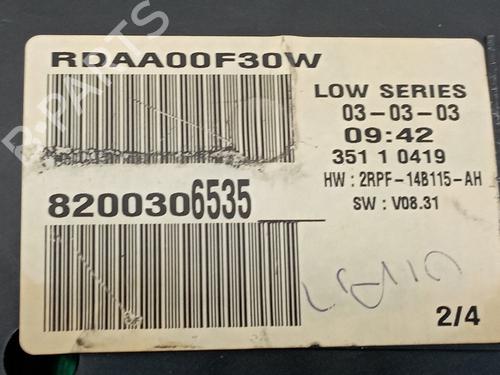 RDAA00F30W
LOW SERIES
03-03-03
09:42
351 1 0419
HW : 2RPF-14B115-AH
SW : V08.31
8200306535
2/4
B-PARTS